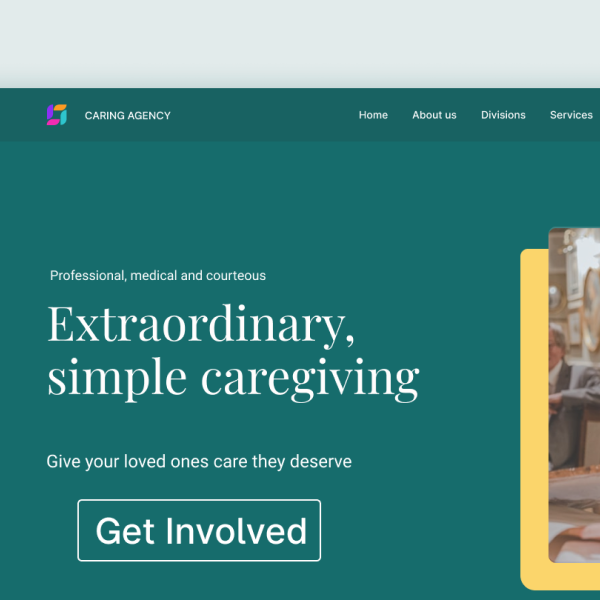 CARING AGENCY Home About us Divisions Services
Professional, medical and courteous
Extraordinary,
simple caregiving
Give your loved ones care they deserve
Get Involved